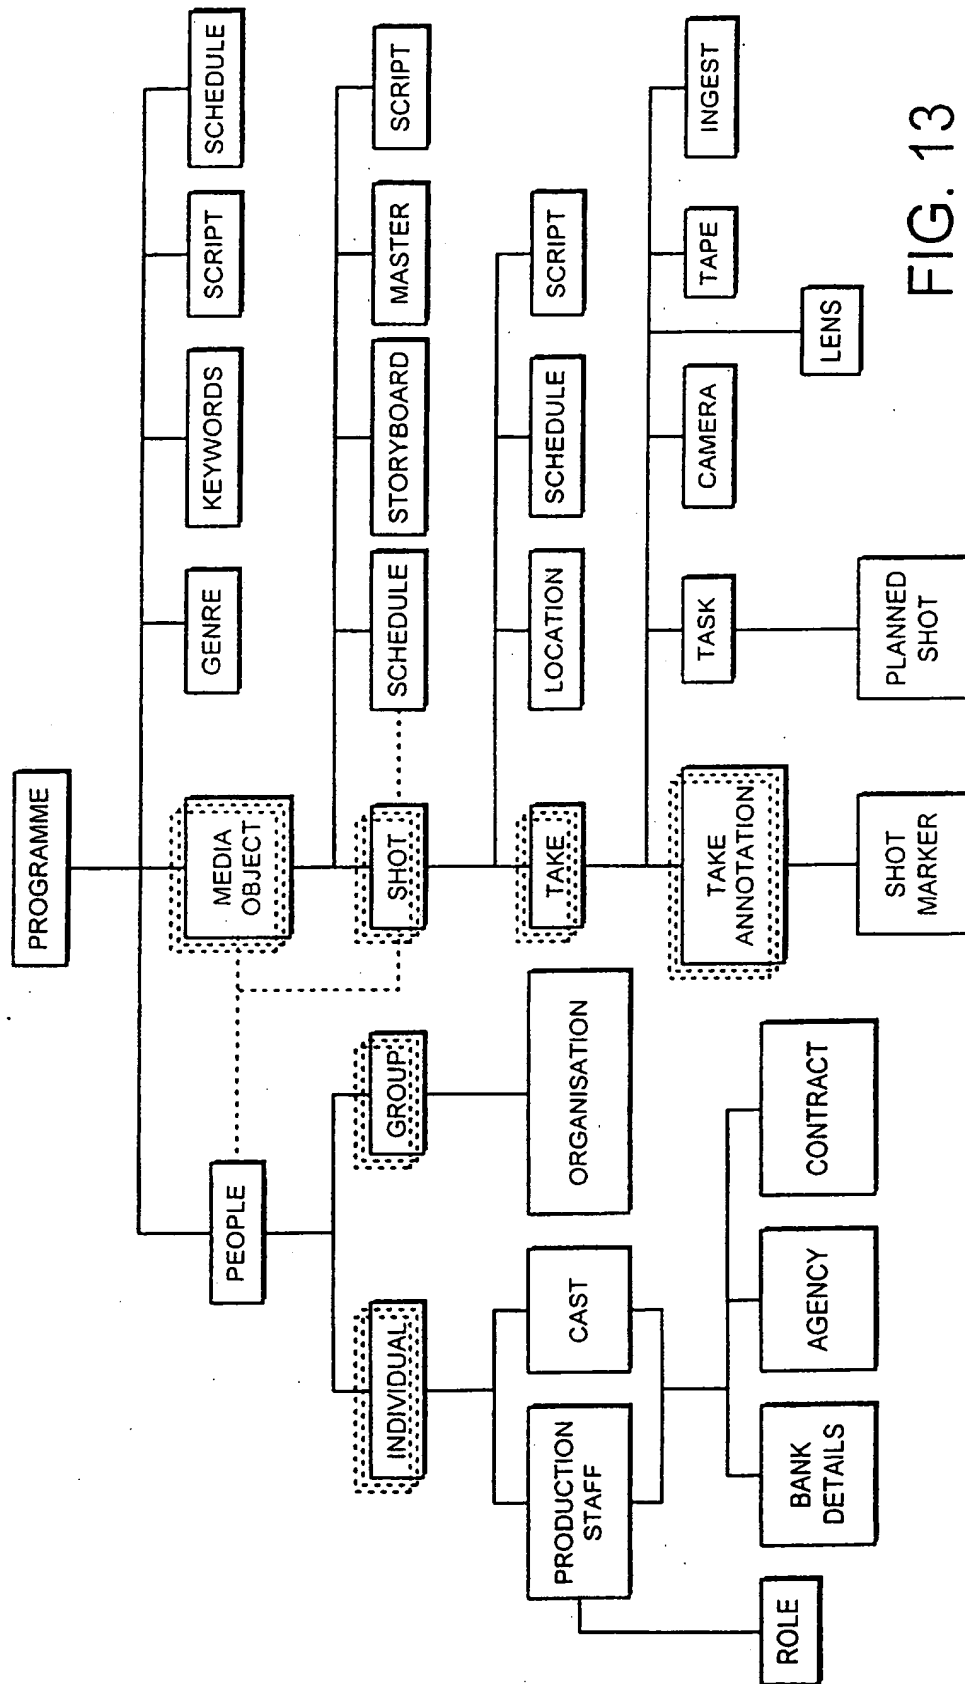 PROGRAMME
PEOPLE
MEDIA
OBJECT
GENRE
KEYWORDS
SCRIPT
SCHEDULE
INDIVIDUAL
GROUP
SHOT
SCHEDULE
STORYBOARD
MASTER
SCRIPT
PRODUCTION
STAFF
CAST
ORGANISATION
TAKE
LOCATION
SCHEDULE
SCRIPT
TAKE
ANNOTATION
TASK
CAMERA
TAPE
INGEST
ROLE
BANK
DETAILS
AGENCY
CONTRACT
LENS
SHOT
MARKER
PLANNED
SHOT
FIG. 13